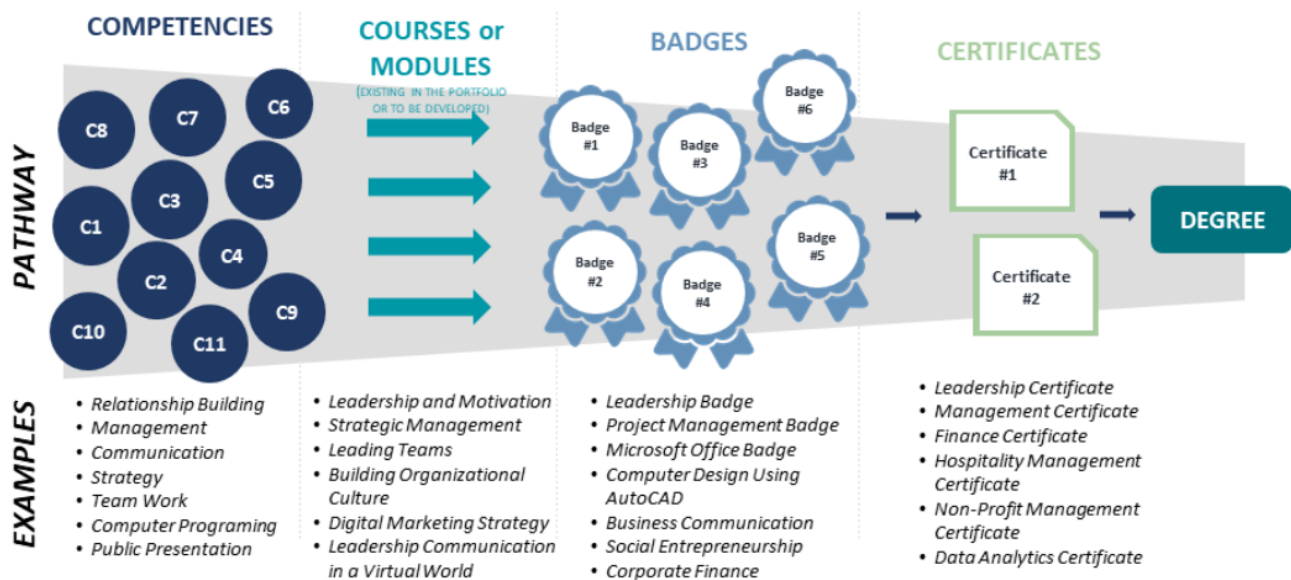 COMPETENCIES
COURSES or
MODULES
(EXISTING IN THE PORTFOLIO
OR TO BE DEVELOPED)
BADGES
CERTIFICATES
PATHWAY
C8
C7
C6
C1
C3
C5
C2
C4
C10
C11
C9
Badge
#1
Badge
#2
Badge
#3
Badge
#4
Badge
#6
Badge
#5
Certificate
#1
Certificate
#2
DEGREE
EXAMPLES
• Relationship Building
• Management
• Communication
• Strategy
• Team Work
• Computer Programing
• Public Presentation
• Leadership and Motivation
• Strategic Management
• Leading Teams
• Building Organizational
Culture
• Digital Marketing Strategy
• Leadership Communication
in a Virtual World
• Leadership Badge
• Project Management Badge
• Microsoft Office Badge
• Computer Design Using
AutoCAD
• Business Communication
• Social Entrepreneurship
• Corporate Finance
• Leadership Certificate
• Management Certificate
• Finance Certificate
• Hospitality Management
Certificate
• Non-Profit Management
Certificate
• Data Analytics Certificate